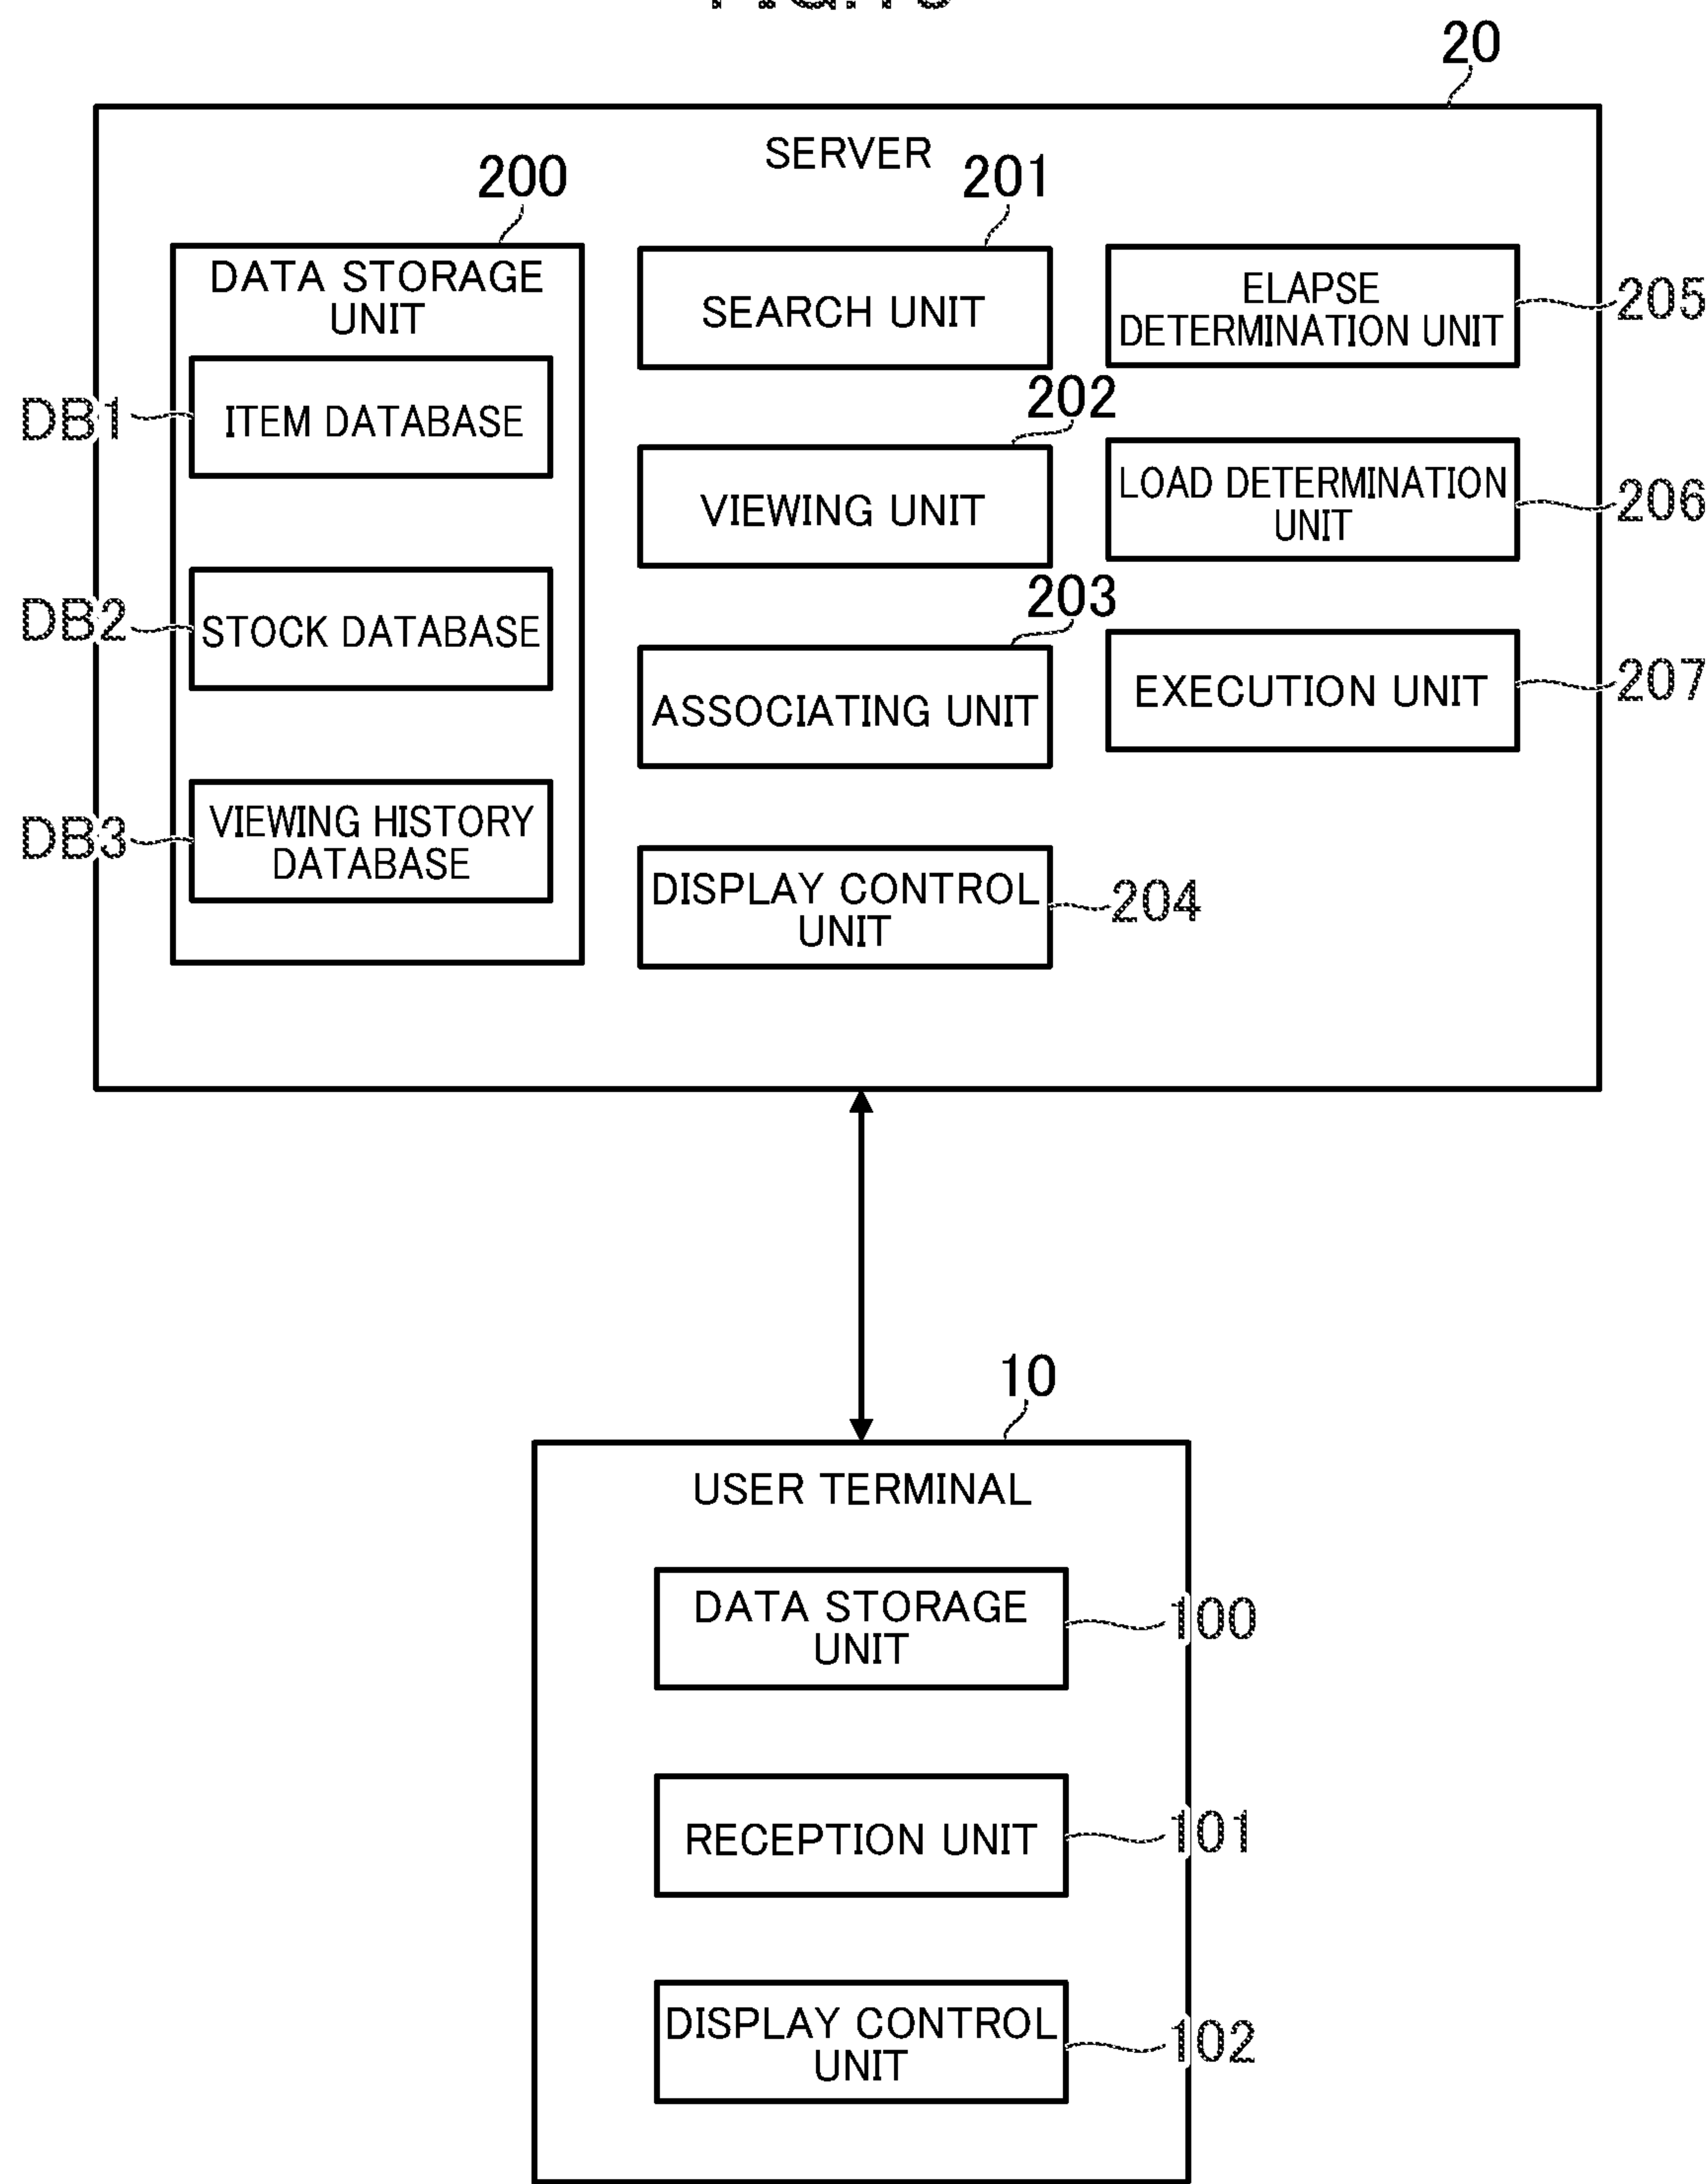 20
SERVER
200
201
DATA STORAGE
UNIT
SEARCH UNIT
ELAPSE
DETERMINATION UNIT
205
DB1
ITEM DATABASE
202
VIEWING UNIT
LOAD DETERMINATION
UNIT
206
DB2
STOCK DATABASE
203
ASSOCIATING UNIT
EXECUTION UNIT
207
DB3
VIEWING HISTORY
DATABASE
DISPLAY CONTROL
UNIT
204
10
USER TERMINAL
DATA STORAGE
UNIT
100
RECEPTION UNIT
101
DISPLAY CONTROL
UNIT
102